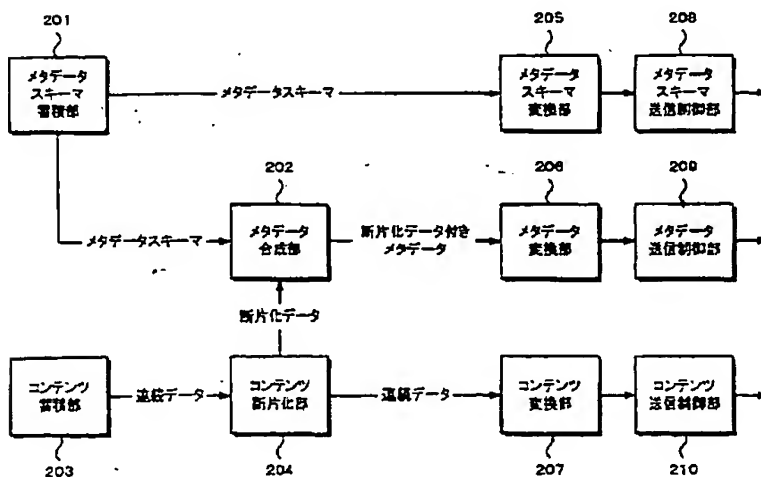 201
205
208
メタデータ
スキーマ
蓄積部
メタデータスキーマ
メタデータ
スキーマ
変換部
メタデータ
スキーマ
送信制御部
202
206
209
メタデータスキーマ
メタデータ
合成部
断片化データ付き
メタデータ
メタデータ
変換部
メタデータ
送信制御部
断片化データ
コンテンツ
蓄積部
連続データ
コンテンツ
断片化部
連続データ
コンテンツ
変換部
コンテンツ
送信制御部
203
204
207
210